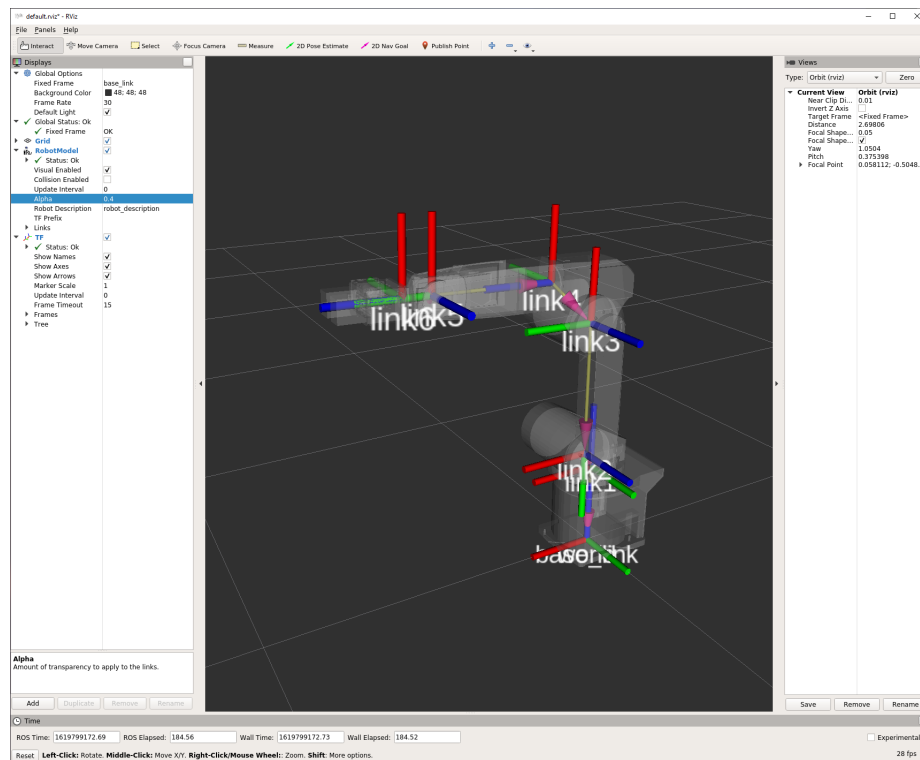 default.rviz* - RViz
File Panels Help
Interact Move Camera Select Focus Camera Measure 2D Pose Estimate 2D Nav Goal Publish Point
Displays
Global Options
Fixed Frame base_link
Background Color 48; 48; 48
Frame Rate 30
Default Light
Global Status: Ok
Fixed Frame OK
Grid
RobotModel
Status: Ok
Visual Enabled
Collision Enabled
Update Interval 0
Alpha 0.4
Robot Description robot_description
TF Prefix
Links
TF
Status: Ok
Show Names
Show Axes
Show Arrows
Marker Scale 1
Update Interval 0
Frame Timeout 15
Frames
Tree
Alpha
Amount of transparency to apply to the links.
Add Duplicate Remove Rename
link6 link5
link4
link3
link2
link1
base_link
Views
Type: Orbit (rviz) Zero
Current View Orbit (rviz)
Near Clip Di... 0.01
Invert Z Axis
Target Frame <Fixed Frame>
Distance 2.69806
Focal Shape... 0.05
Focal Shape...
Yaw 1.0504
Pitch 0.375398
Focal Point 0.058112; -0.5048.
Save Remove Rename
Time
ROS Time: 1619799172.69 ROS Elapsed: 184.56 Wall Time: 1619799172.73 Wall Elapsed: 184.52 Experimental
Reset Left-Click: Rotate. Middle-Click: Move X/Y. Right-Click/Mouse Wheel:: Zoom. Shift: More options. 28 fps